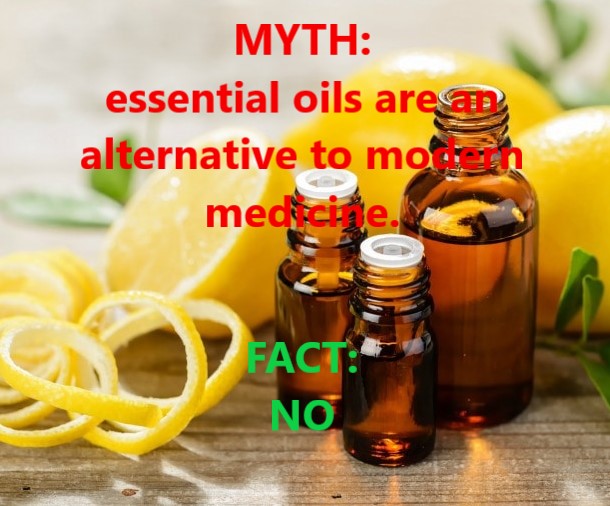 MYTH:
essential oils are an
alternative to modern
medicine.
FACT:
NO